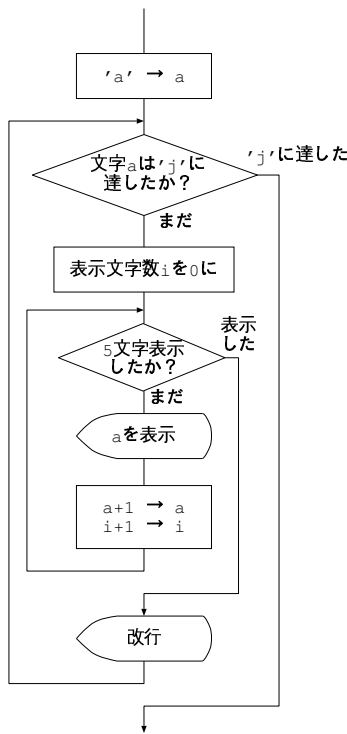 'a' → a
文字aは'j'に
達したか？
'j'に達した
まだ
表示文字数iを0に
5文字表示
したか？
表示
した
まだ
aを表示
a+1 → a
i+1 → i
改行